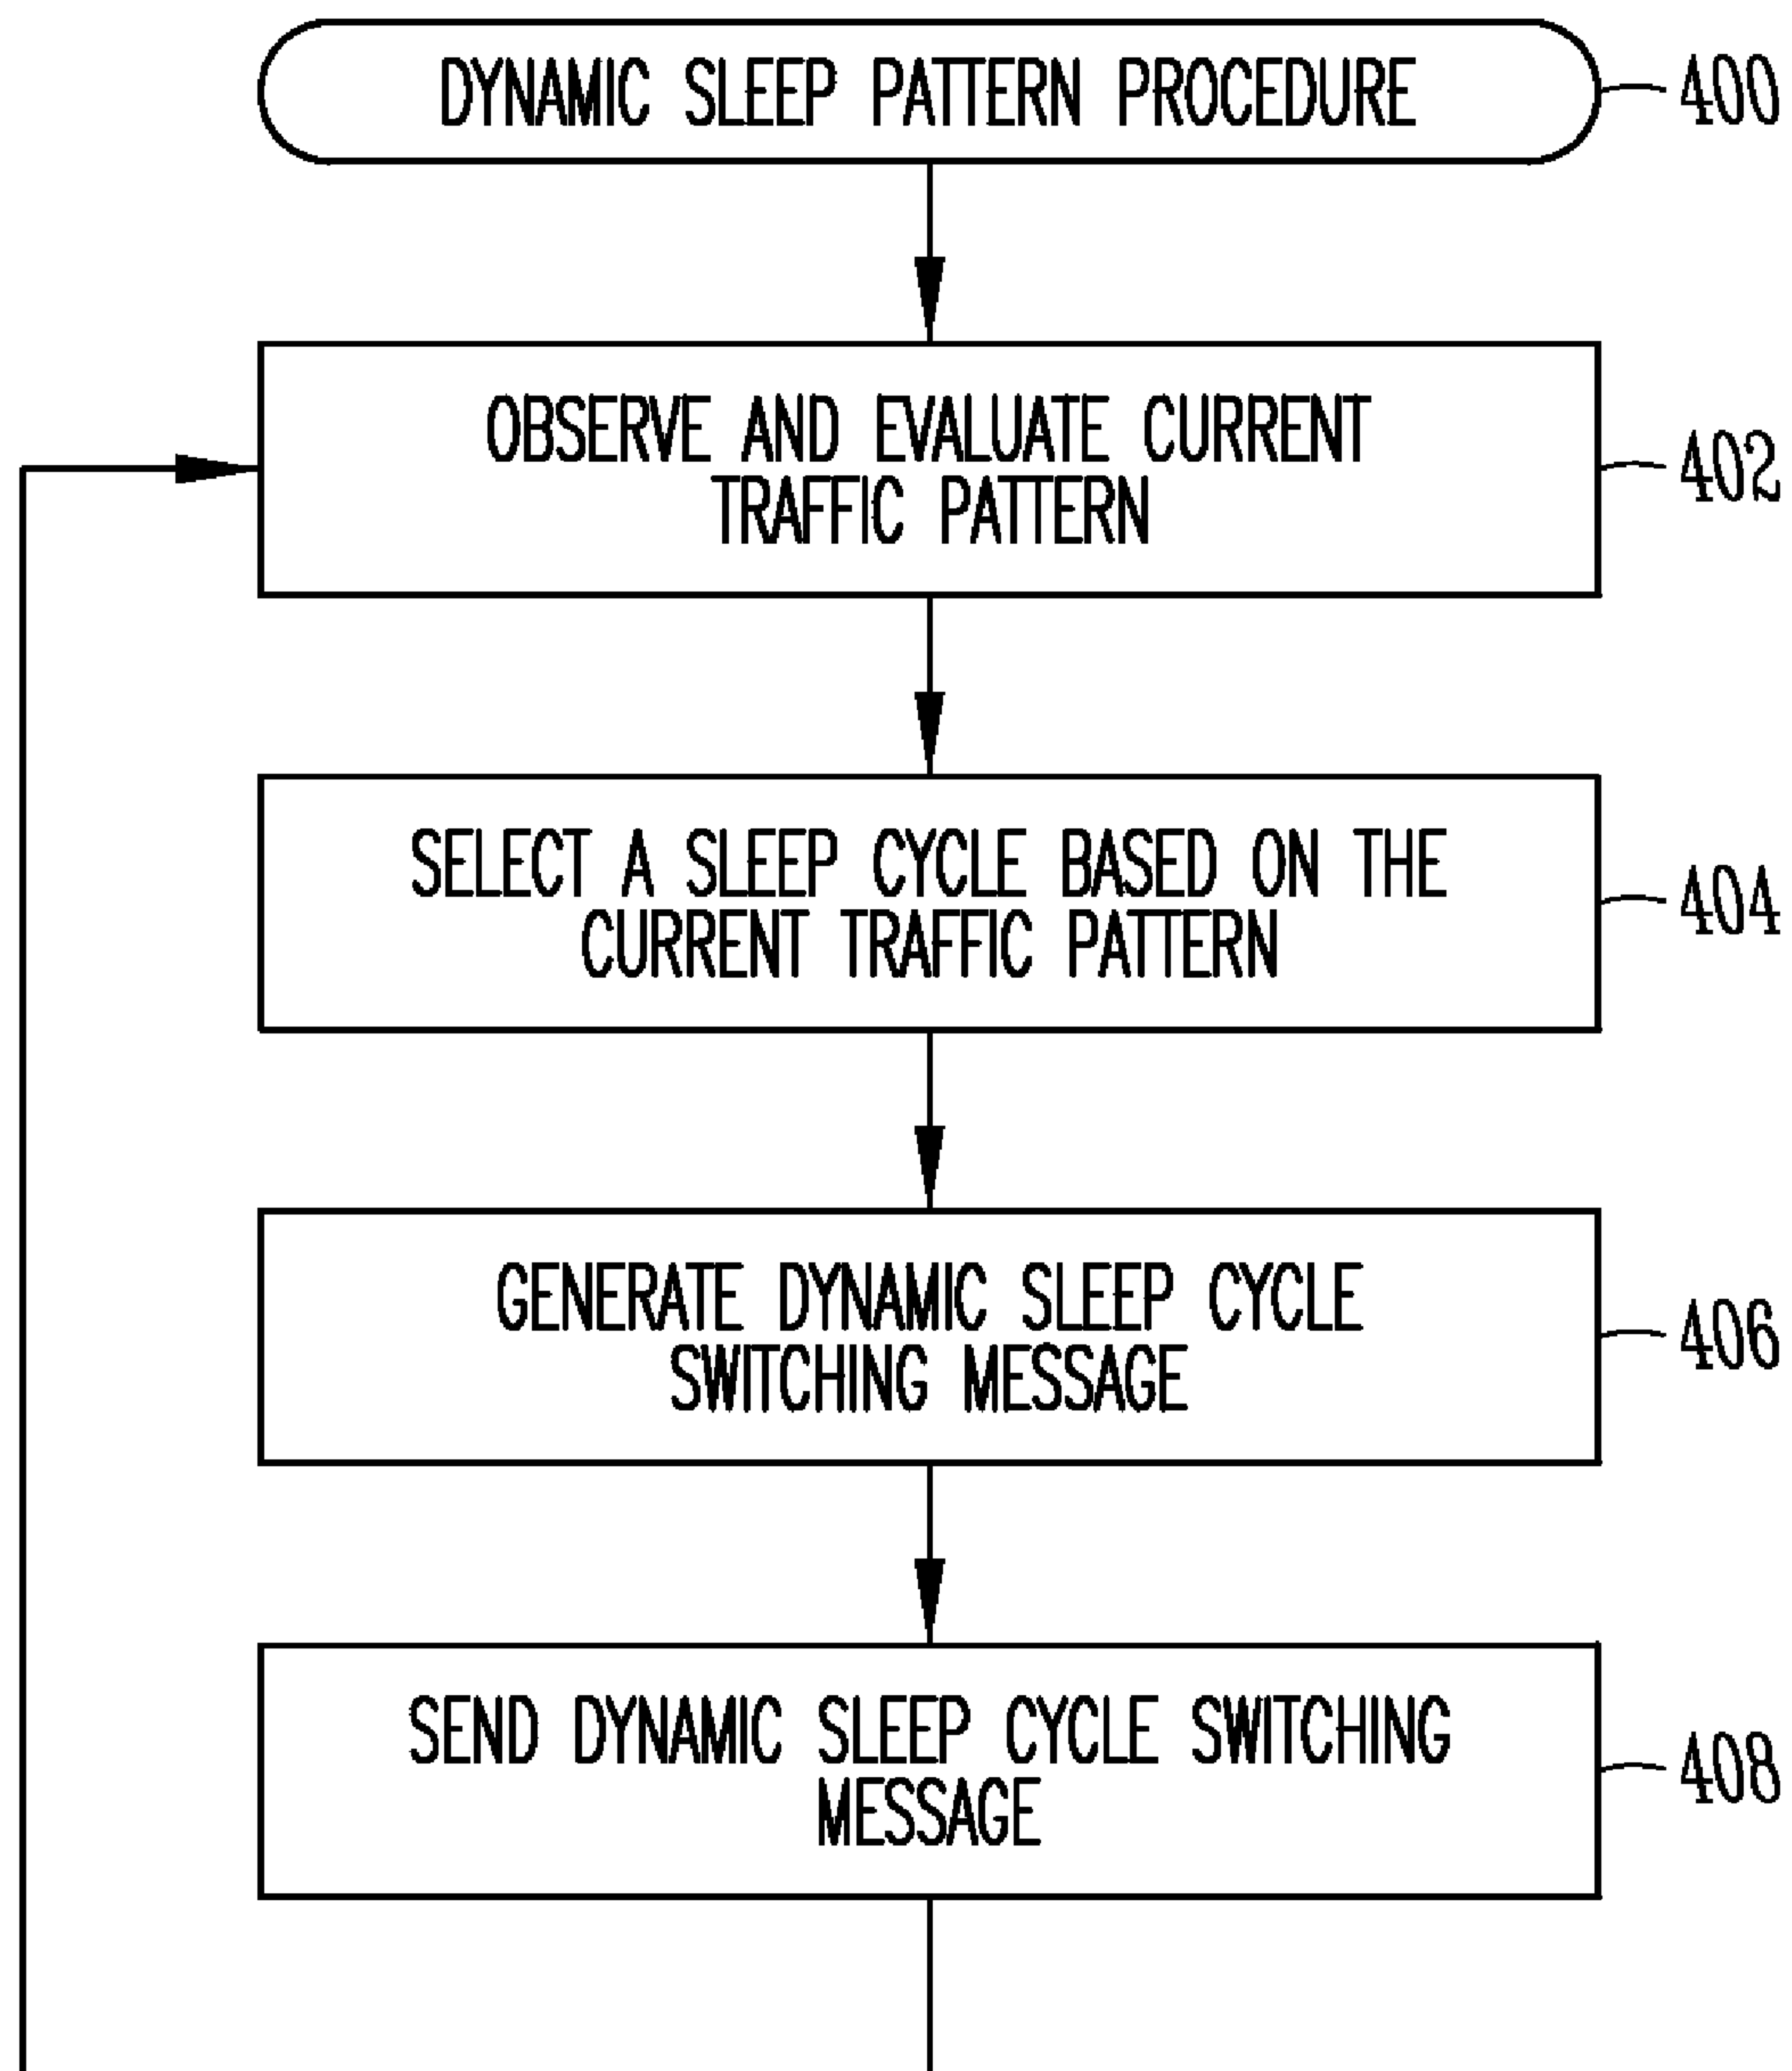 DYNAMIC SLEEP PATTERN PROCEDURE
400
OBSERVE AND EVALUATE CURRENT
TRAFFIC PATTERN
402
SELECT A SLEEP CYCLE BASED ON THE
CURRENT TRAFFIC PATTERN
404
GENERATE DYNAMIC SLEEP CYCLE
SWITCHING MESSAGE
406
SEND DYNAMIC SLEEP CYCLE SWITCHING
MESSAGE
408